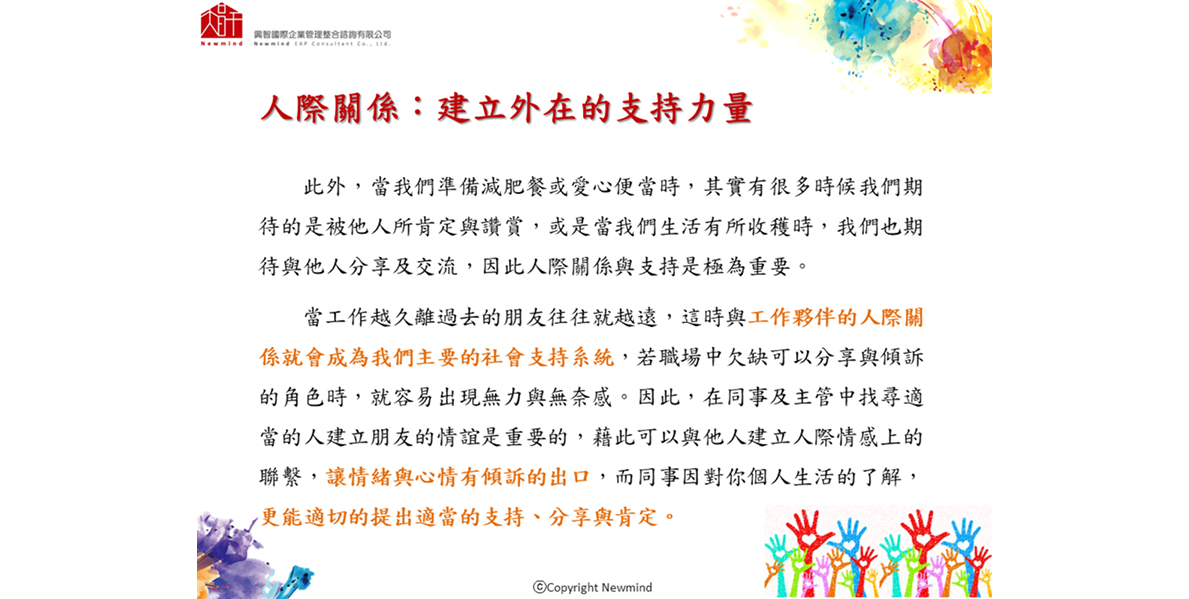 興智國際企業管理整合諮詢有限公司
Newmind
Newmind EAP Consultant Co., Ltd.
人際關係：建立外在的支持力量
此外，當我們準備減肥餐或愛心便當時，其實有很多時候我們期
待的是被他人所肯定與讚賞，或是當我們生活有所收穫時，我們也期
待與他人分享及交流，因此人際關係與支持是極為重要。
當工作越久離過去的朋友往往就越遠，這時與工作夥伴的人際關
係就會成為我們主要的社會支持系統，若職場中欠缺可以分享與傾訴
的角色時，就容易出現無力與無奈感。因此，在同事及主管中找尋適
當的人建立朋友的情誼是重要的，藉此可以與他人建立人際情感上的
聯繫，讓情緒與心情有傾訴的出口，而同事因對你個人生活的了解，
更能適切的提出適當的支持、分享與肯定。
ⒸCopyright Newmind